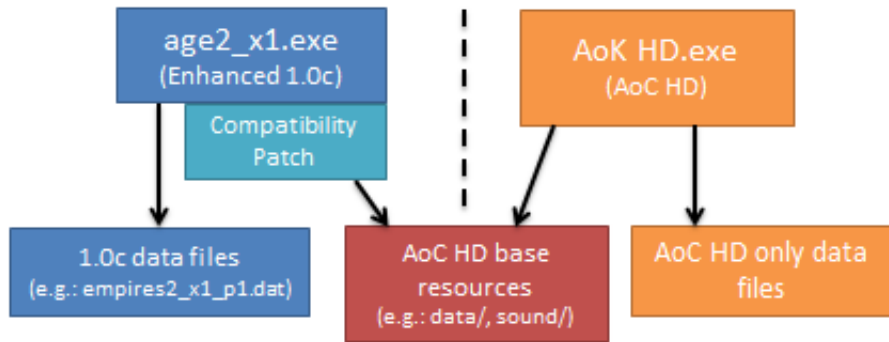 age2_x1.exe
(Enhanced 1.0c)
Compatibility
Patch
AoK HD.exe
(AoC HD)
1.0c data files
(e.g.: empires2_x1_p1.dat)
AoC HD base
resources
(e.g.: data/, sound/)
AoC HD only data
files